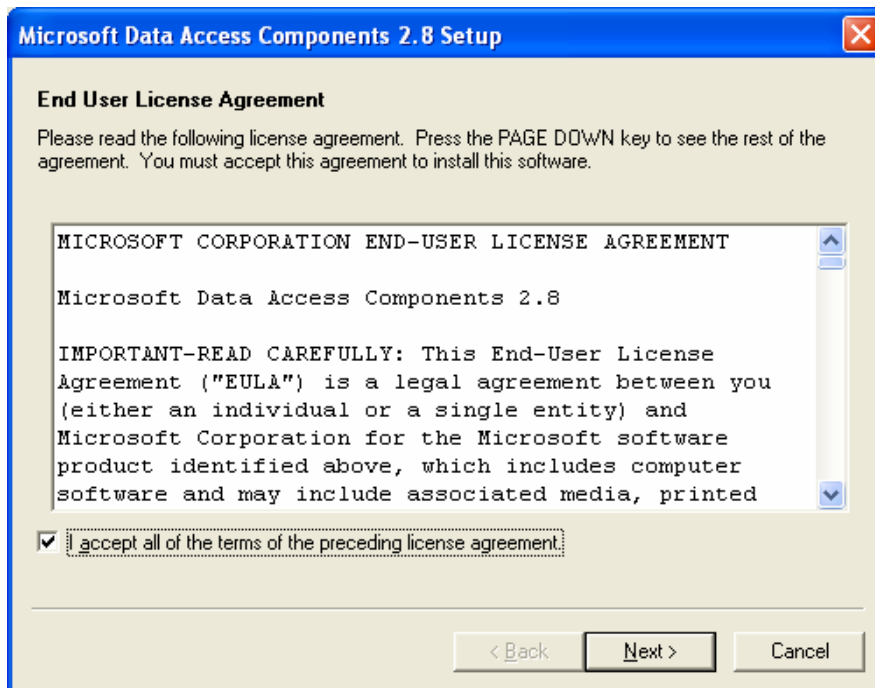 Microsoft Data Access Components 2.8 Setup
End User License Agreement
Please read the following license agreement.  Press the PAGE DOWN key to see the rest of the
agreement.  You must accept this agreement to install this software.
MICROSOFT CORPORATION END-USER LICENSE AGREEMENT
Microsoft Data Access Components 2.8
IMPORTANT-READ CAREFULLY: This End-User License
Agreement ("EULA") is a legal agreement between you
(either an individual or a single entity) and
Microsoft Corporation for the Microsoft software
product identified above, which includes computer
software and may include associated media, printed
I accept all of the terms of the preceding license agreement.
< Back
Next >
Cancel